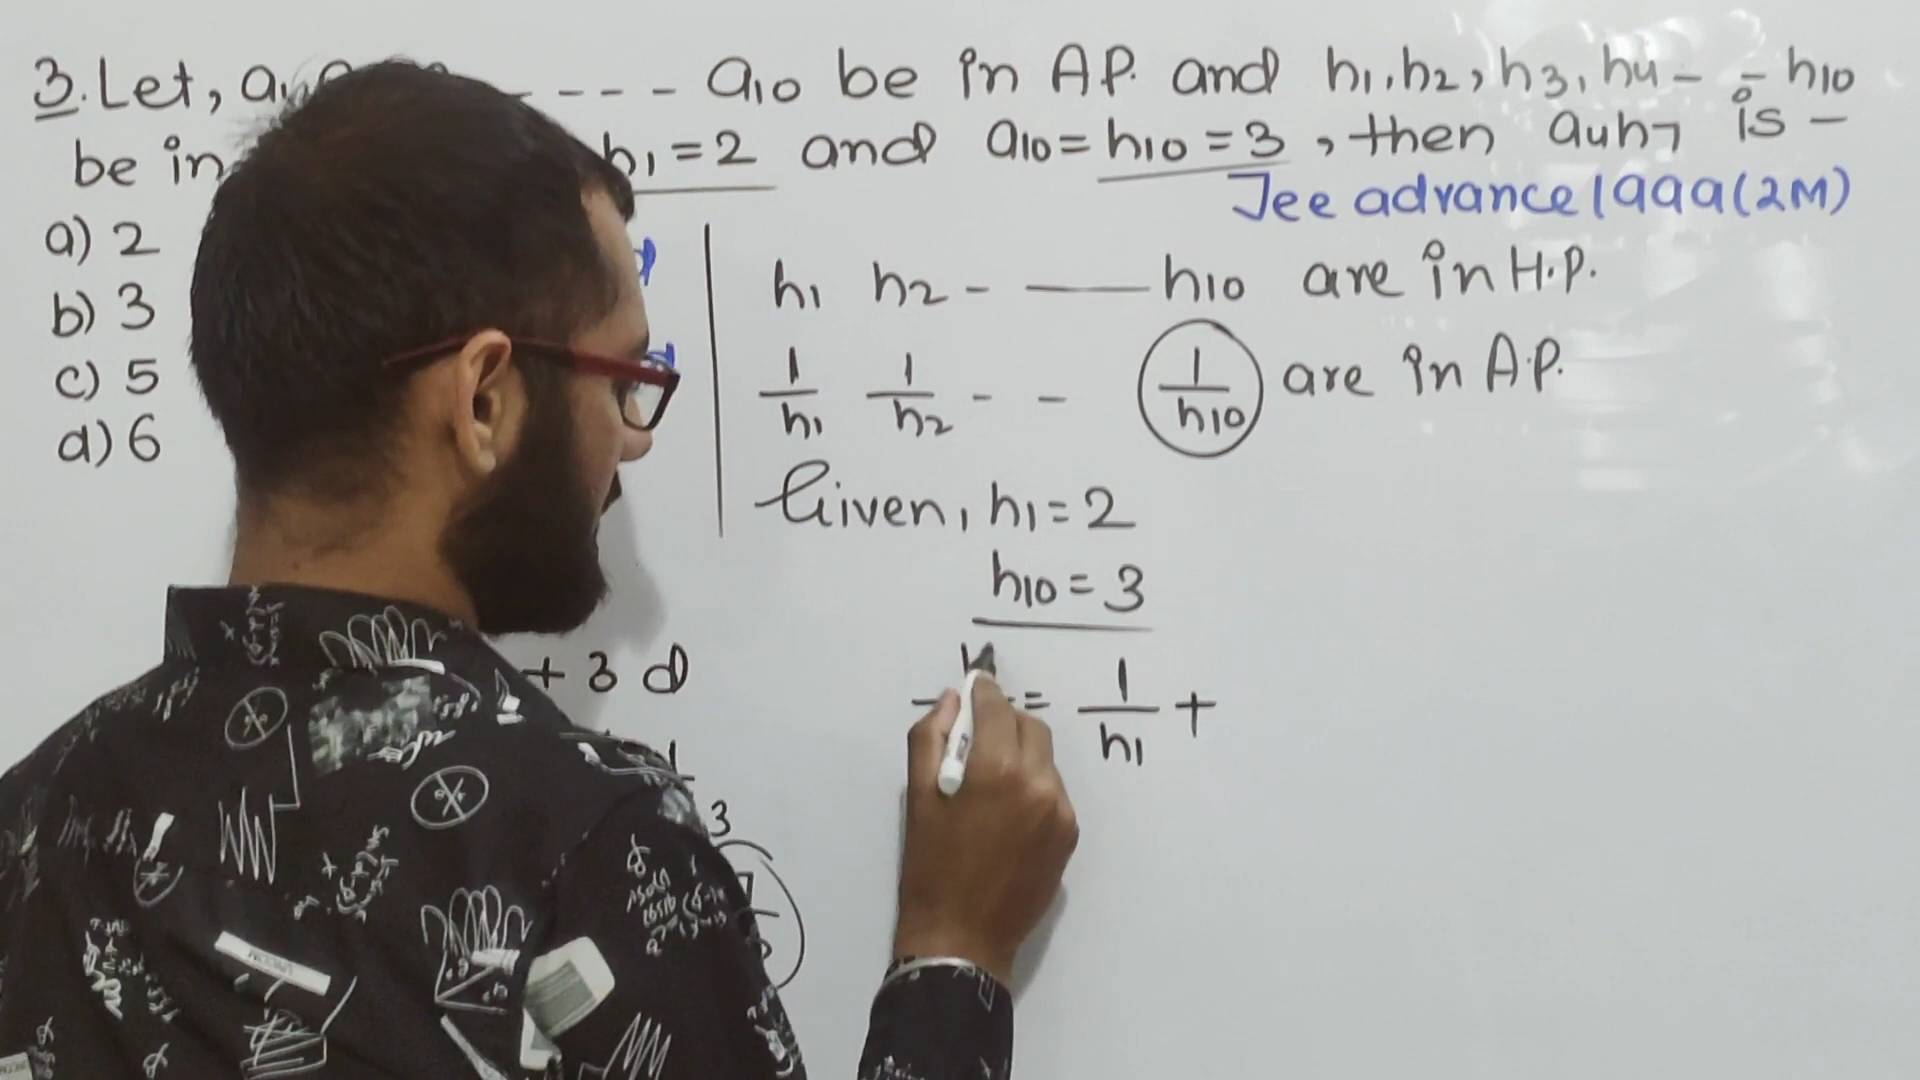 3. Let, a1 - - - - a10 be in A.P. and h1, h2, h3, h4 - - h10
be in h1 = 2 and a10 = h10 = 3, then a4h7 is -
Jee advance 1999 (2M)
a) 2
b) 3
c) 5
d) 6
h1 h2 - — h10 are in H.P.
1/h1 1/h2 - - 1/h10 are in A.P.
Given, h1 = 2
h10 = 3
+ 3d
= 1/h1 +
3